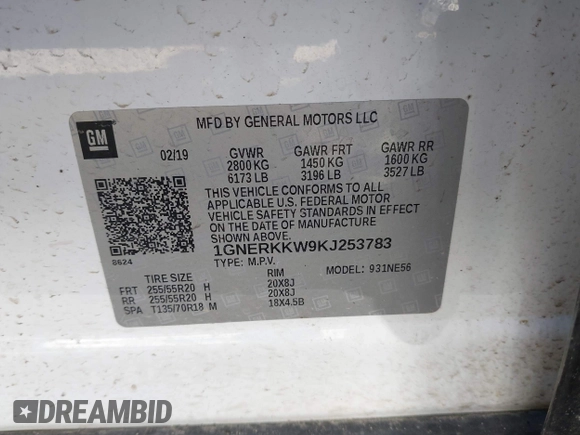 MFD BY GENERAL MOTORS LLC
GM
02/19 GVWR GAWR FRT GAWR RR
2800 KG 1450 KG 1600 KG
6173 LB 3196 LB 3527 LB
THIS VEHICLE CONFORMS TO ALL
APPLICABLE U.S. FEDERAL MOTOR
VEHICLE SAFETY STANDARDS IN EFFECT
ON THE DATE OF MANUFACTURE
SHOWN ABOVE.
1GNERKKW9KJ253783
8624
TYPE: M.P.V. MODEL: 931NE56
TIRE SIZE RIM
FRT 255/55R20 H 20X8J
RR 255/55R20 H 20X8J
SPA T135/70R18 M 18X4.5B
DREAMBID